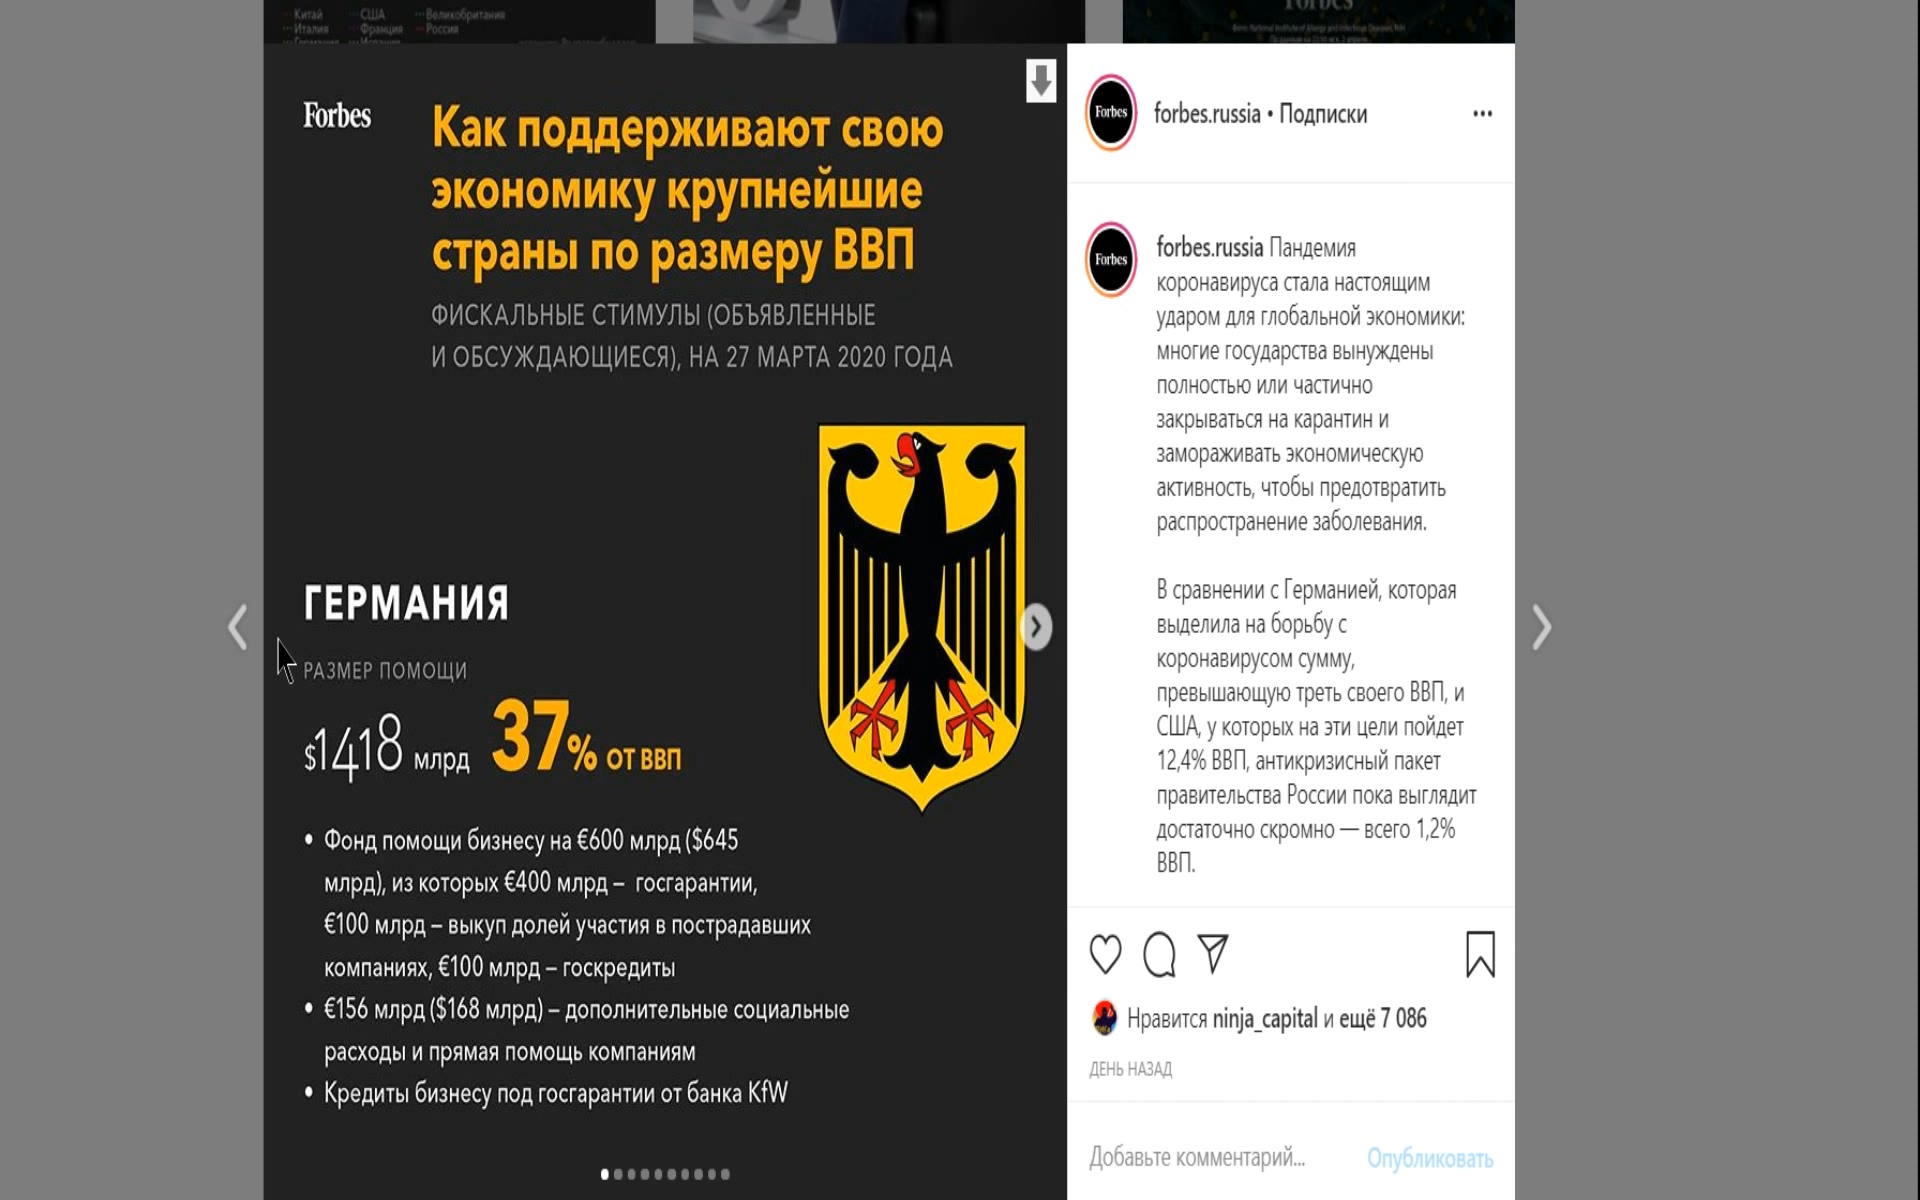 Китай
США
Великобритания
Италия
Франция
Россия
Forbes
Forbes
Как поддерживают свою
экономику крупнейшие
страны по размеру ВВП
ФИСКАЛЬНЫЕ СТИМУЛЫ (ОБЪЯВЛЕННЫЕ
И ОБСУЖДАЮЩИЕСЯ), НА 27 МАРТА 2020 ГОДА
ГЕРМАНИЯ
РАЗМЕР ПОМОЩИ
$1418 млрд 37% ОТ ВВП
• Фонд помощи бизнесу на €600 млрд ($645
млрд), из которых €400 млрд – госгарантии,
€100 млрд – выкуп долей участия в пострадавших
компаниях, €100 млрд – госкредиты
• €156 млрд ($168 млрд) – дополнительные социальные
расходы и прямая помощь компаниям
• Кредиты бизнесу под госгарантии от банка KfW
Forbes
forbes.russia • Подписки
Forbes
forbes.russia Пандемия
коронавируса стала настоящим
ударом для глобальной экономики:
многие государства вынуждены
полностью или частично
закрываться на карантин и
замораживать экономическую
активность, чтобы предотвратить
распространение заболевания.
В сравнении с Германией, которая
выделила на борьбу с
коронавирусом сумму,
превышающую треть своего ВВП, и
США, у которых на эти цели пойдет
12,4% ВВП, антикризисный пакет
правительства России пока выглядит
достаточно скромно — всего 1,2%
ВВП.
Нравится ninja_capital и ещё 7 086
ДЕНЬ НАЗАД
Добавьте комментарий...
Опубликовать